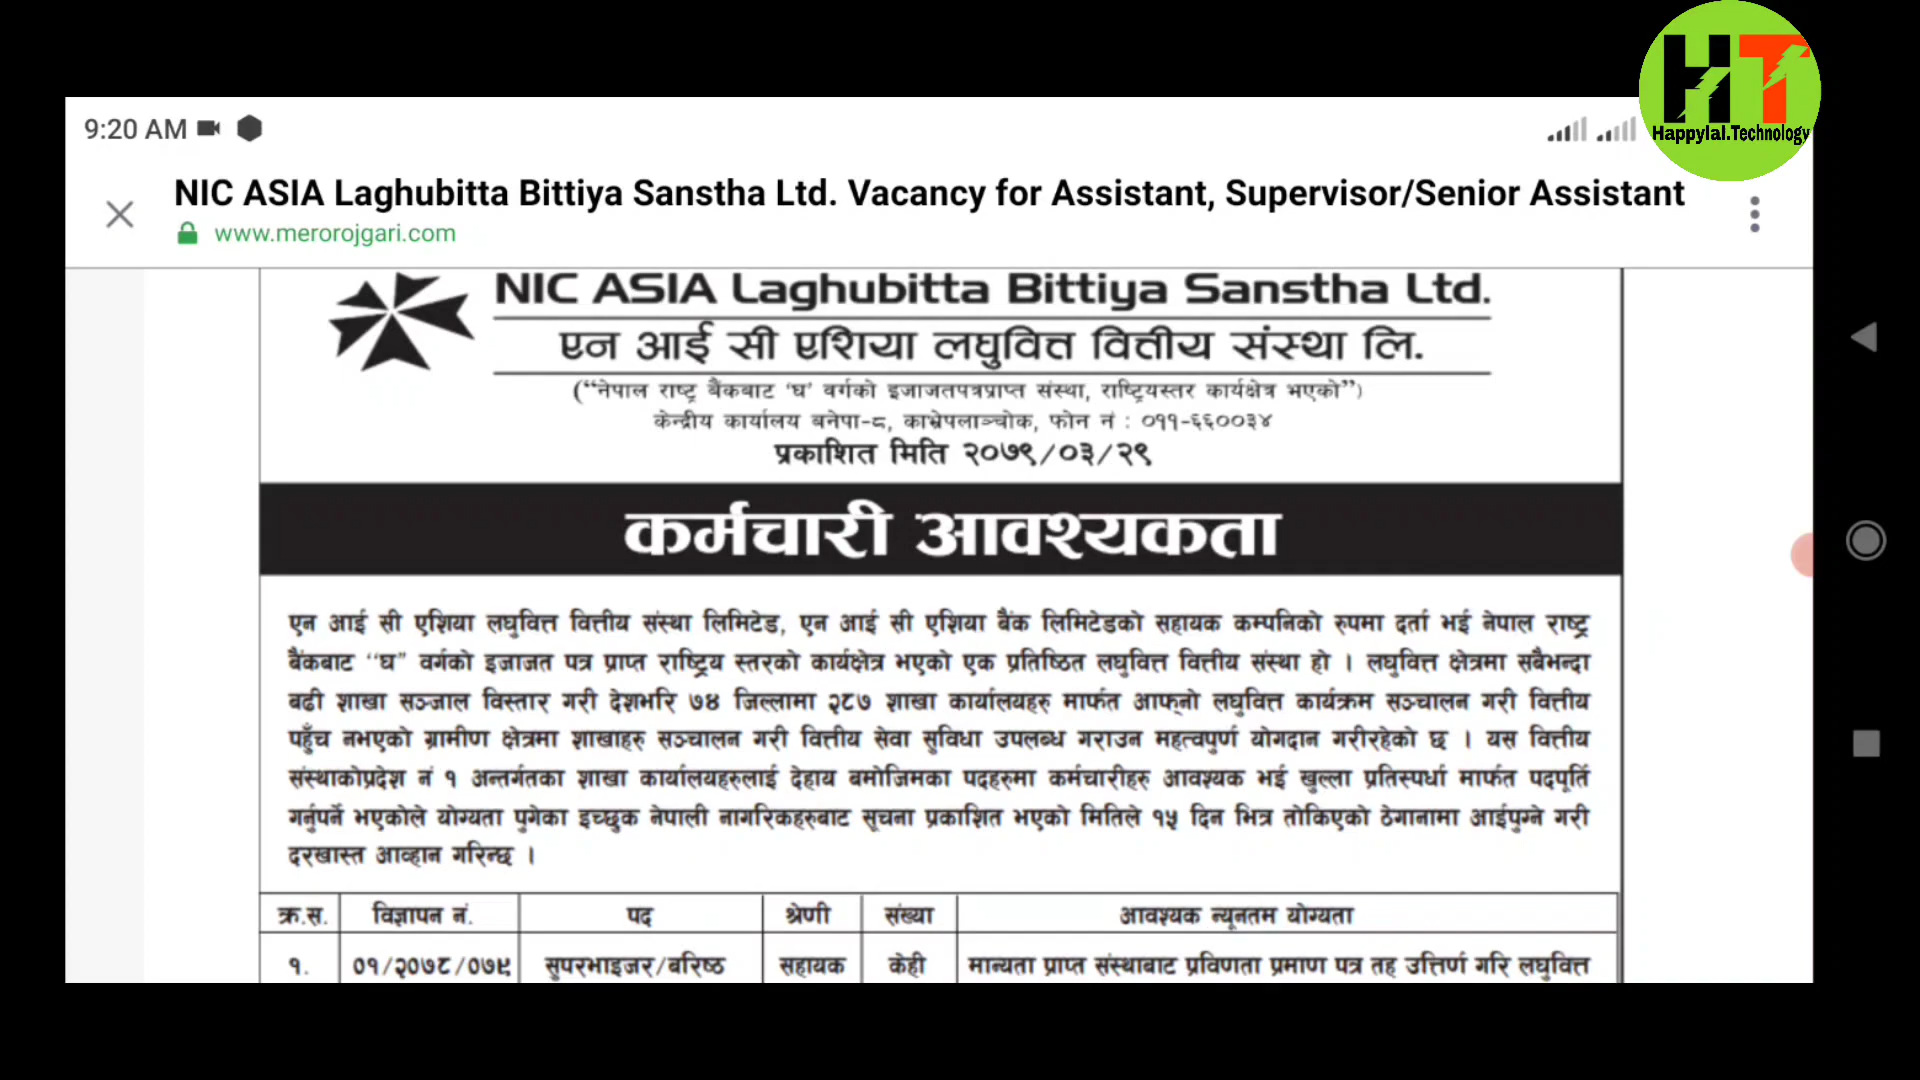 HT
Happylal.Technology
9:20 AM
NIC ASIA Laghubitta Bittiya Sanstha Ltd. Vacancy for Assistant, Supervisor/Senior Assistant
www.merorojgari.com
NIC ASIA Laghubitta Bittiya Sanstha Ltd.
एन आई सी एशिया लघुवित्त वित्तीय संस्था लि.
(“नेपाल राष्ट्र बैंकबाट ‘घ’ वर्गको इजाजतपत्रप्राप्त संस्था, राष्ट्रियस्तर कार्यक्षेत्र भएको”)
केन्द्रीय कार्यालय बनेपा-८, काभ्रेपलाञ्चोक, फोन नं : ०११-६६००३४
प्रकाशित मिति २०७९/०३/२९
कर्मचारी आवश्यकता
एन आई सी एशिया लघुवित्त वित्तीय संस्था लिमिटेड, एन आई सी एशिया बैंक लिमिटेडको सहायक कम्पनिको रुपमा दर्ता भई नेपाल राष्ट्र
बैंकबाट “घ” वर्गको इजाजत पत्र प्राप्त राष्ट्रिय स्तरको कार्यक्षेत्र भएको एक प्रतिष्ठित लघुवित्त वित्तीय संस्था हो । लघुवित्त क्षेत्रमा सबैभन्दा
बढी शाखा सञ्जाल विस्तार गरी देशभरि ७४ जिल्लामा २८७ शाखा कार्यालयहरु मार्फत आफ्नो लघुवित्त कार्यक्रम सञ्चालन गरी वित्तीय
पहुँच नभएको ग्रामीण क्षेत्रमा शाखाहरु सञ्चालन गरी वित्तीय सेवा सुविधा उपलब्ध गराउन महत्वपुर्ण योगदान गरीरहेको छ । यस वित्तीय
संस्थाकोप्रदेश नं १ अन्तर्गतका शाखा कार्यालयहरुलाई देहाय बमोजिमका पदहरुमा कर्मचारीहरु आवश्यक भई खुल्ला प्रतिस्पर्धा मार्फत पदपूर्ति
गर्नुपर्ने भएकोले योग्यता पुगेका इच्छुक नेपाली नागरिकहरुबाट सूचना प्रकाशित भएको मितिले १५ दिन भित्र तोकिएको ठेगानामा आईपुग्ने गरी
दरखास्त आव्हान गरिन्छ ।
क्र.स. विज्ञापन नं. पद श्रेणी संख्या आवश्यक न्यूनतम योग्यता
१. ०१/२०७८/०७९ सुपरभाइजर/बरिष्ठ सहायक केही मान्यता प्राप्त संस्थाबाट प्रविणता प्रमाण पत्र तह उत्तिर्ण गरि लघुवित्त